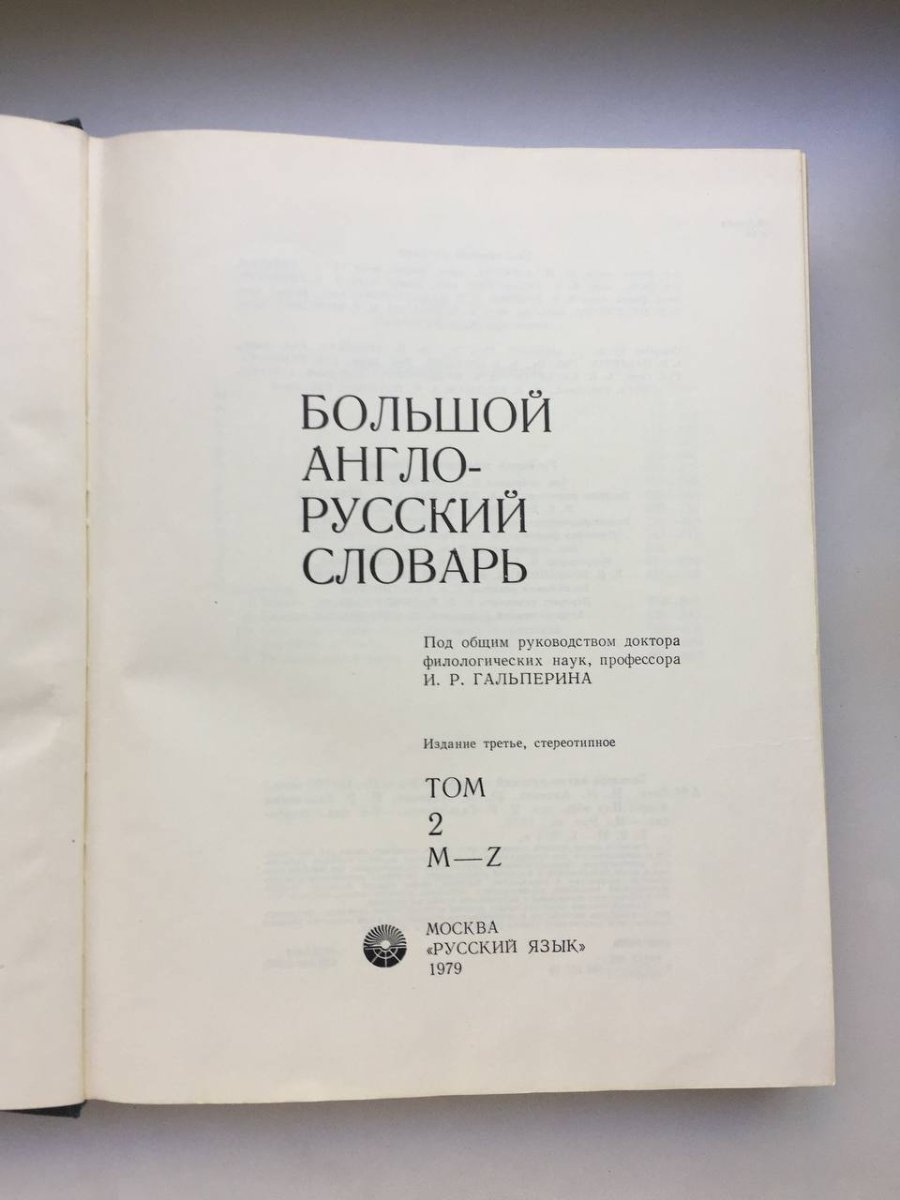 БОЛЬШОЙ
АНГЛО-
РУССКИЙ
СЛОВАРЬ
Под общим руководством доктора
филологических наук, профессора
И. Р. ГАЛЬПЕРИНА
Издание третье, стереотипное
ТОМ
2
M—Z
МОСКВА
«РУССКИЙ ЯЗЫК»
1979